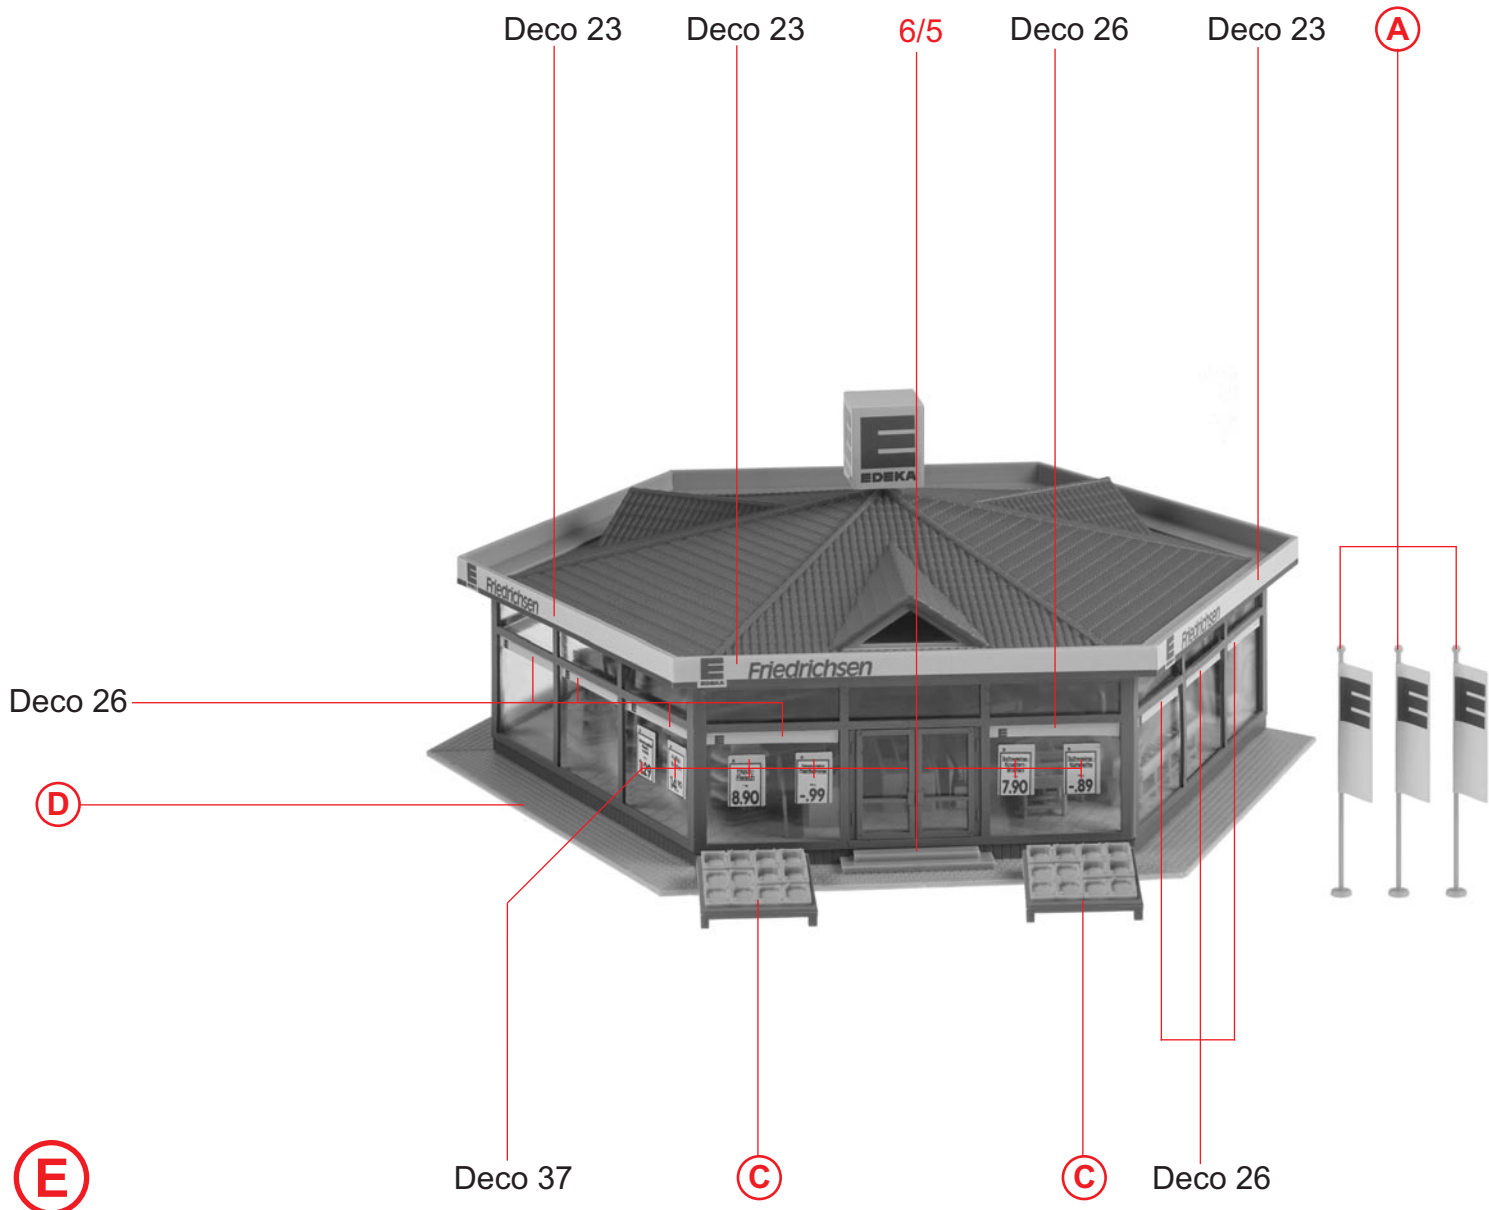 Deco 23 Deco 23 6/5 Deco 26 Deco 23 A
E
EDEKA
E Friedrichsen
E Friedrichsen
EDEKA
E Friedrichsen
E E E
Deco 26
E
E
8.90
-.99
7.90
-.89
D
E
Deco 37 C C Deco 26